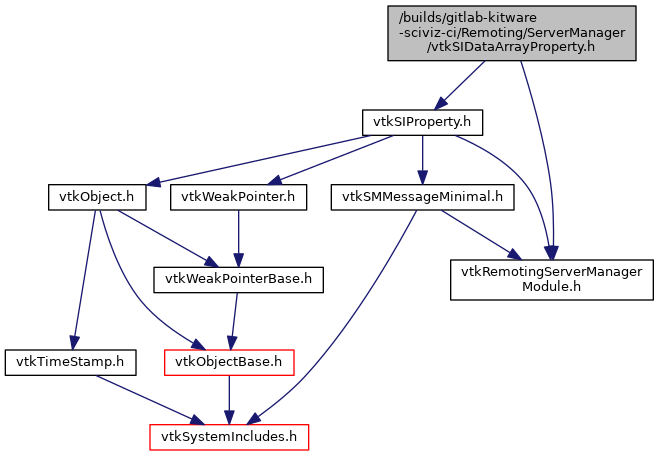 /builds/gitlab-kitware
-sciviz-ci/Remoting/ServerManager
/vtkSIDataArrayProperty.h
vtkSIProperty.h
vtkObject.h
vtkWeakPointer.h
vtkSMMessageMinimal.h
vtkWeakPointerBase.h
vtkRemotingServerManager
Module.h
vtkTimeStamp.h
vtkObjectBase.h
vtkSystemIncludes.h